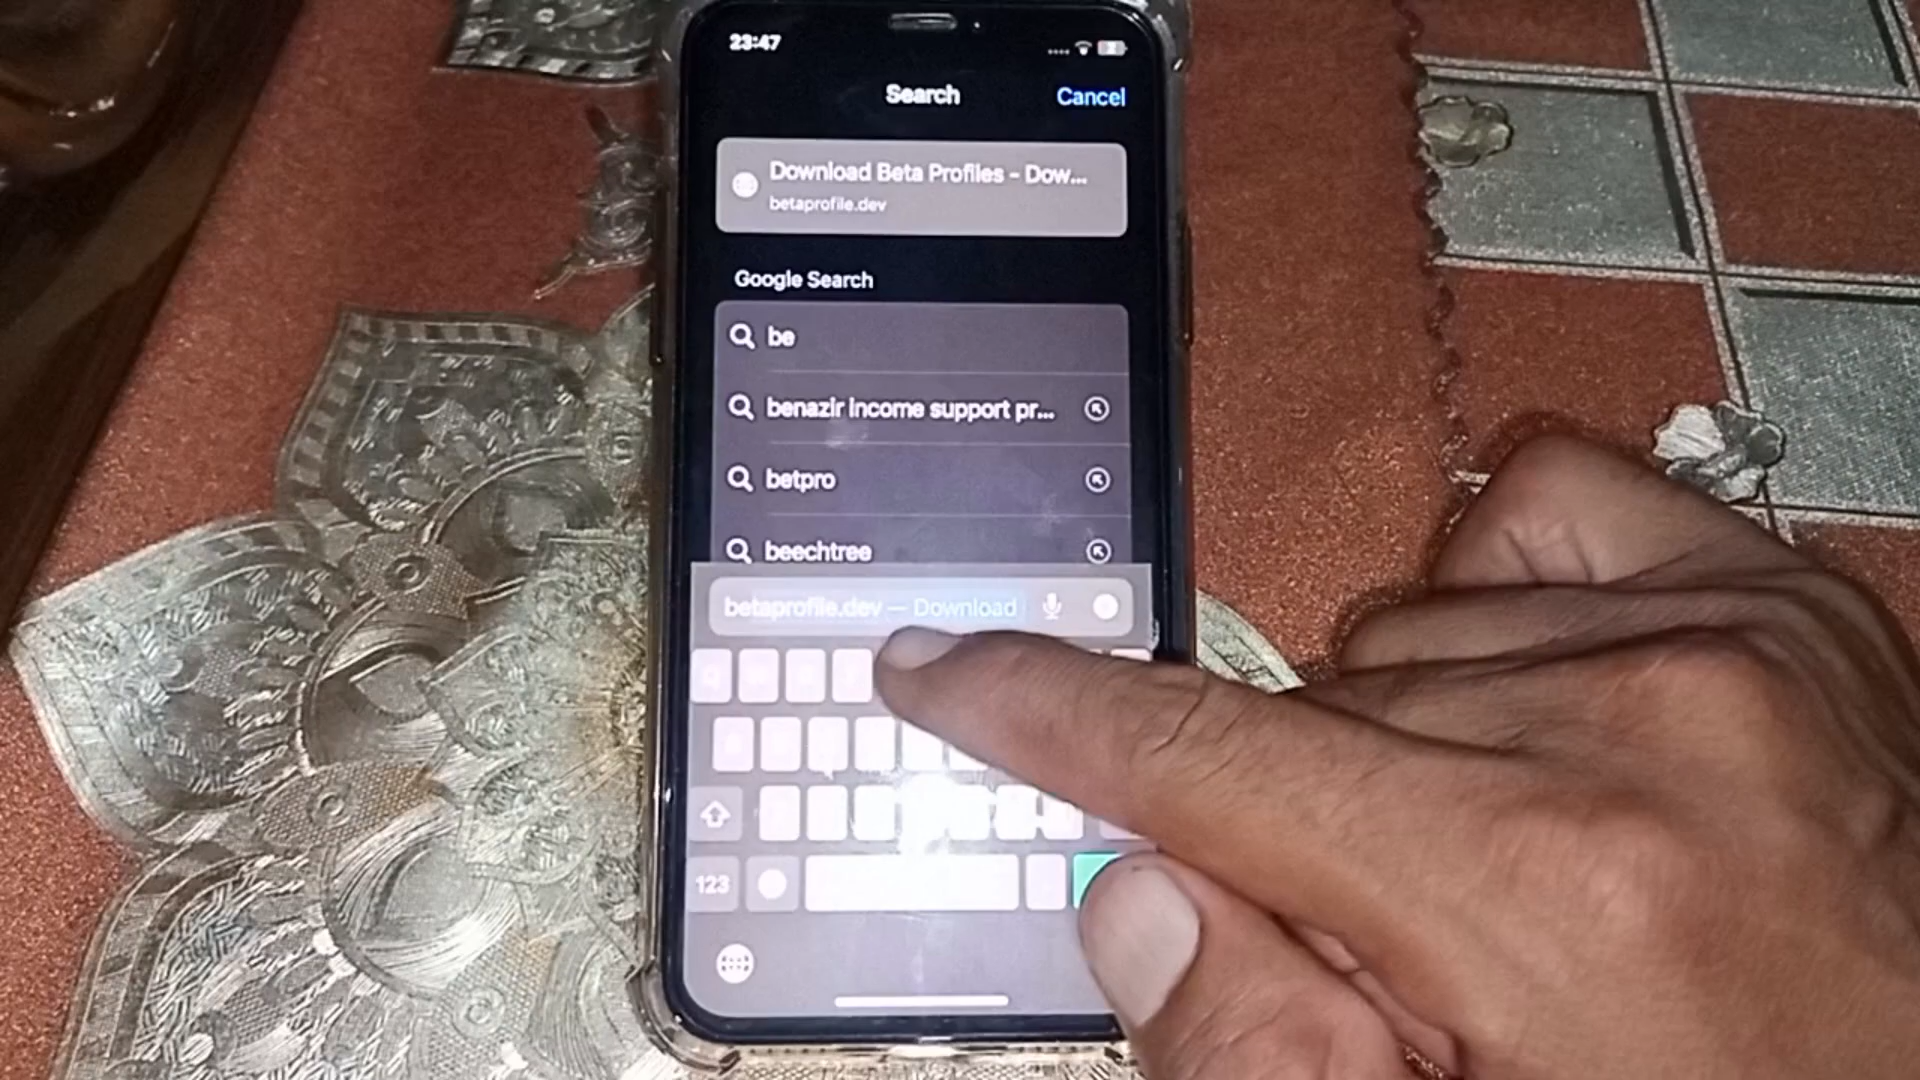 23:47
Search
Cancel
Download Beta Profiles - Dow...
betaprofile.dev
Google Search
be
benazir income support pr...
betpro
beechtree
betaprofile.dev — Download
123